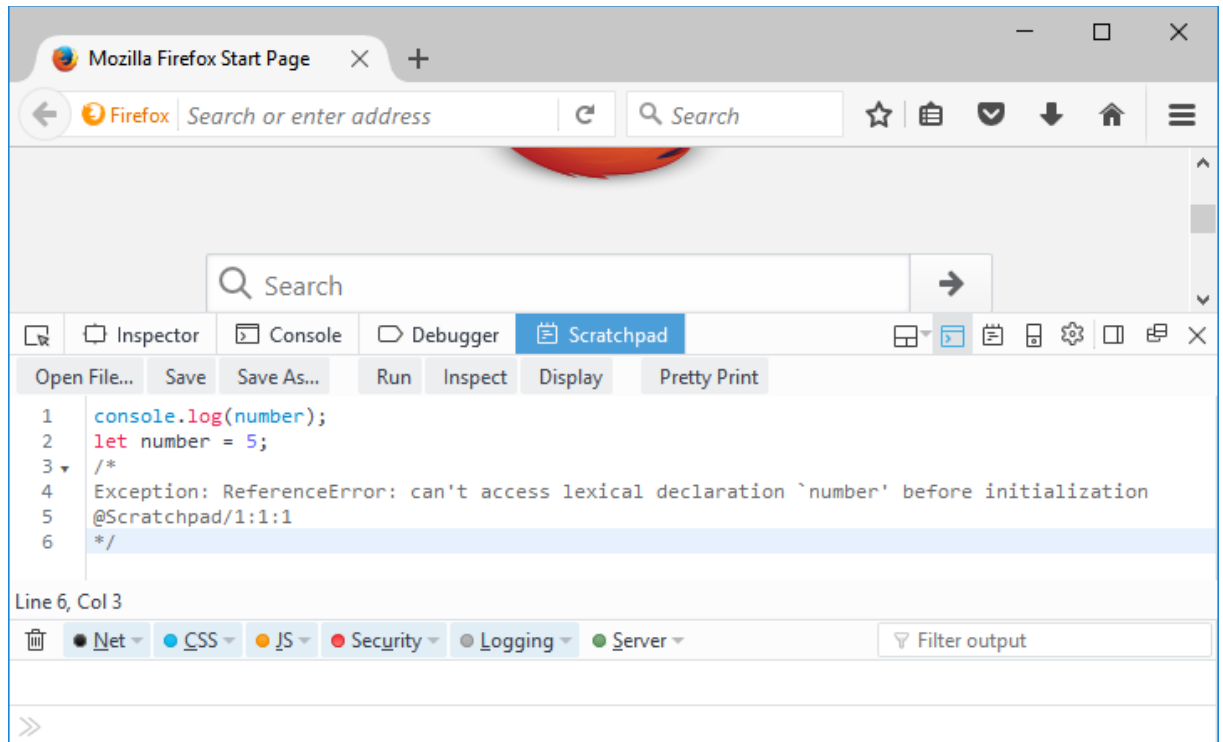 Mozilla Firefox Start Page
Firefox Search or enter address Search
Search
Inspector Console Debugger Scratchpad
Open File... Save Save As... Run Inspect Display Pretty Print
1 console.log(number);
2 let number = 5;
3 /*
4 Exception: ReferenceError: can't access lexical declaration `number' before initialization
5 @Scratchpad/1:1:1
6 */
Line 6, Col 3
Net CSS JS Security Logging Server Filter output